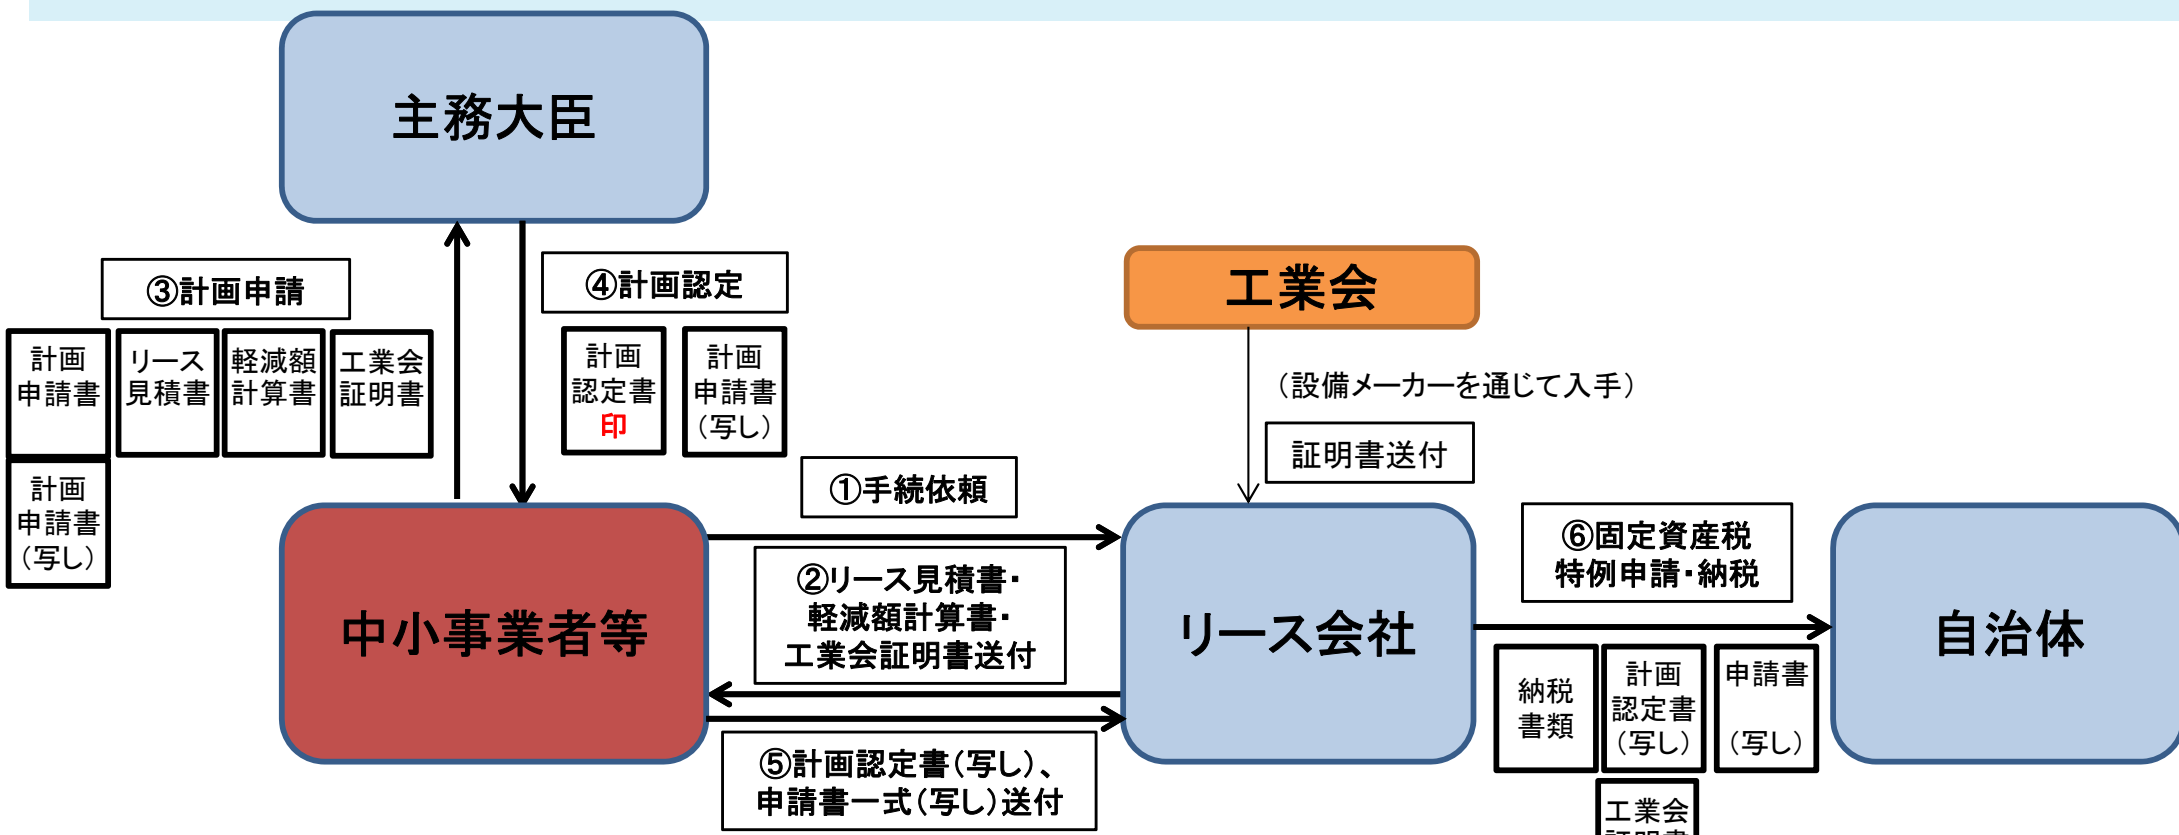 主務大臣
③計画申請
計画
申請書
リース
見積書
軽減額
計算書
工業会
証明書
計画
申請書
（写し）
④計画認定
計画
認定書
印
計画
申請書
（写し）
工業会
（設備メーカーを通じて入手）
証明書送付
①手続依頼
②リース見積書・
軽減額計算書・
工業会証明書送付
中小事業者等
リース会社
⑤計画認定書（写し）、
申請書一式（写し）送付
⑥固定資産税
特例申請・納税
自治体
納税
書類
計画
認定書
（写し）
申請書
（写し）
工業会
証明書